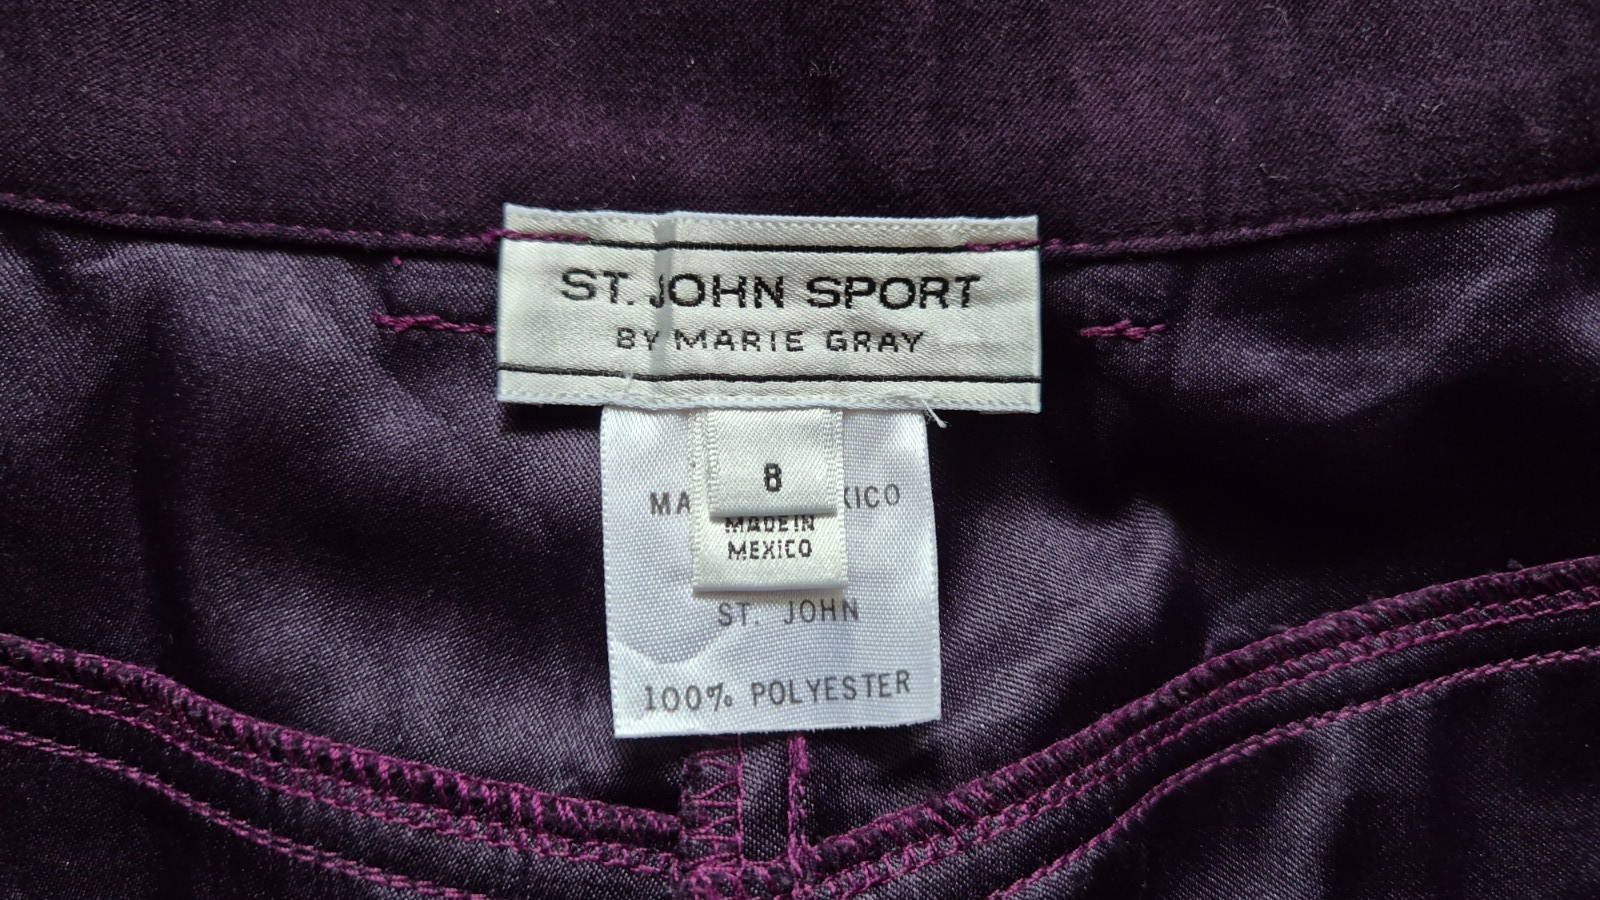 ST. JOHN SPORT
BY MARIE GRAY
8
MADE IN
MEXICO
ST. JOHN
100% POLYESTER